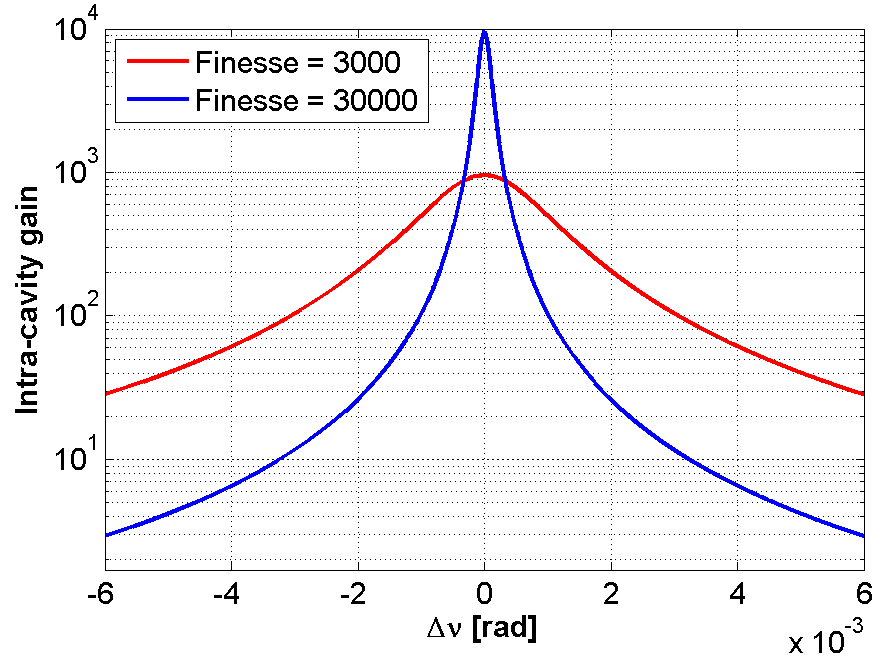 10^4
Finesse = 3000
Finesse = 30000
10^3
10^2
10^1
Intra-cavity gain
-6 -4 -2 0 2 4 6
Δν [rad]
x 10^-3